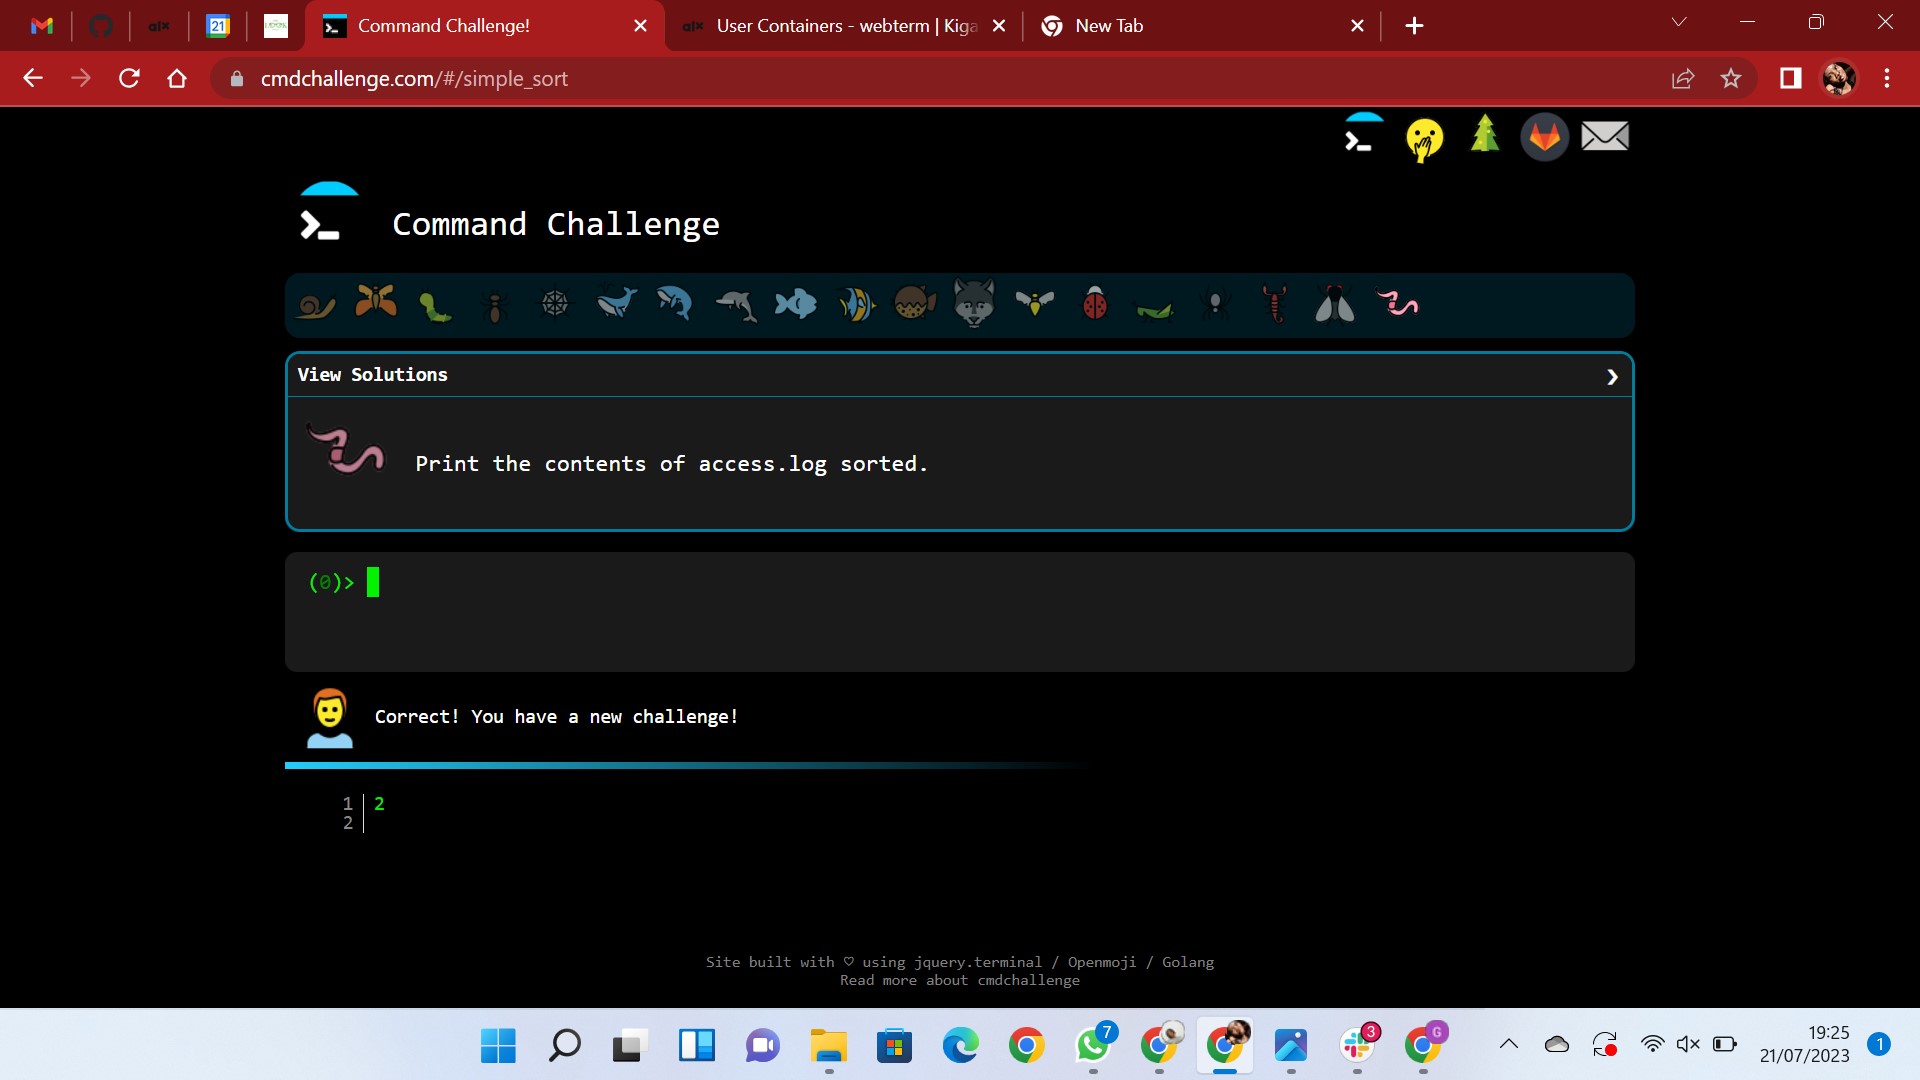 Command Challenge!
alx User Containers - webterm | Kiga
New Tab
cmdchallenge.com/#/simple_sort
Command Challenge
View Solutions
Print the contents of access.log sorted.
(0)>
Correct! You have a new challenge!
1 2
2
Site built with ♡ using jquery.terminal / Openmoji / Golang
Read more about cmdchallenge
7
3
G
19:25
21/07/2023
1